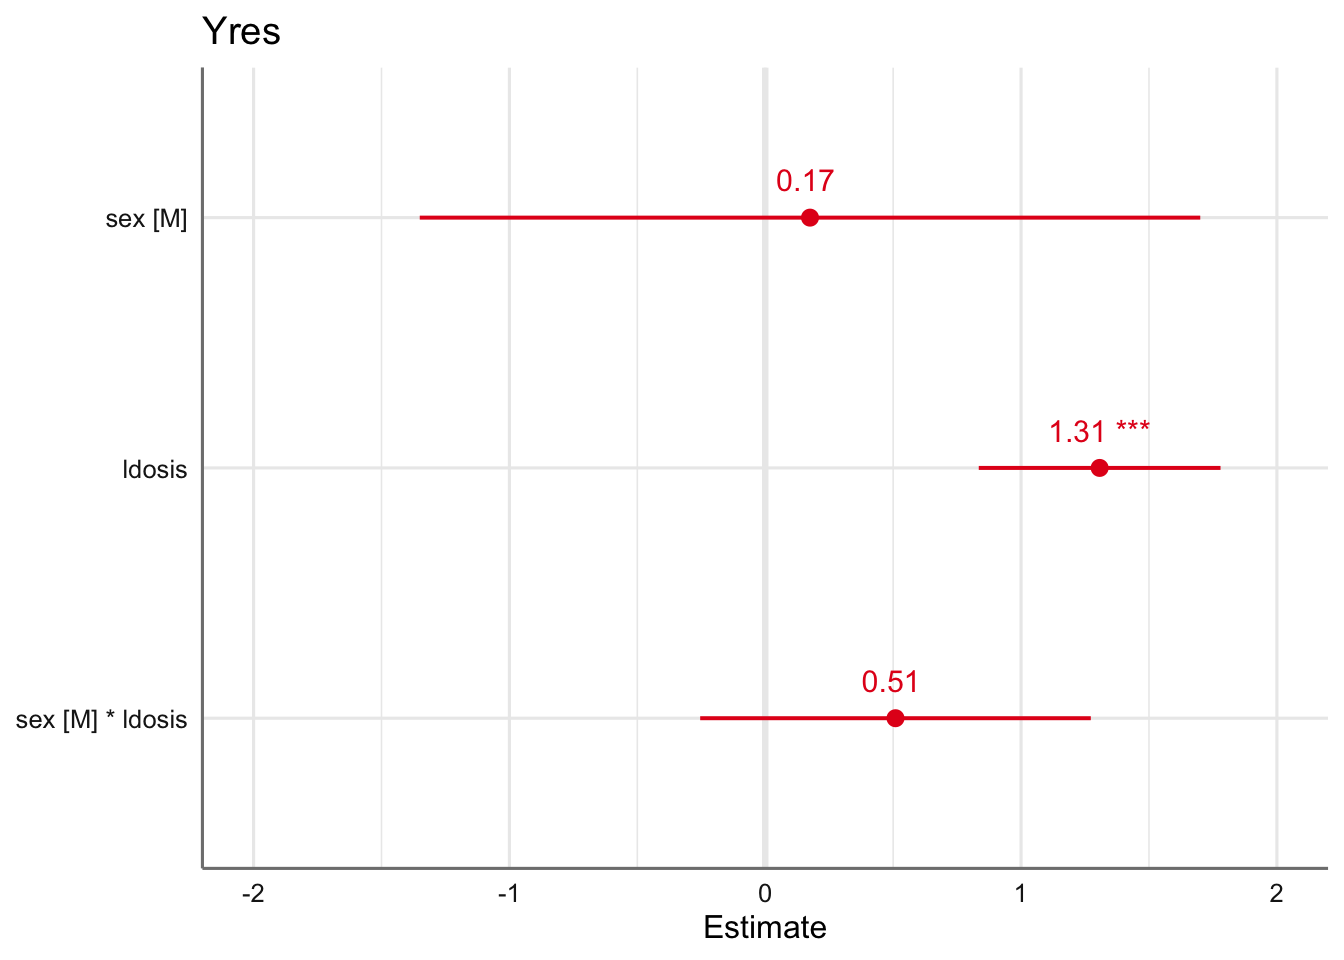 Yres
0.17
sex [M]
1.31 ***
ldosis
0.51
sex [M] * ldosis
-2 -1 0 1 2
Estimate